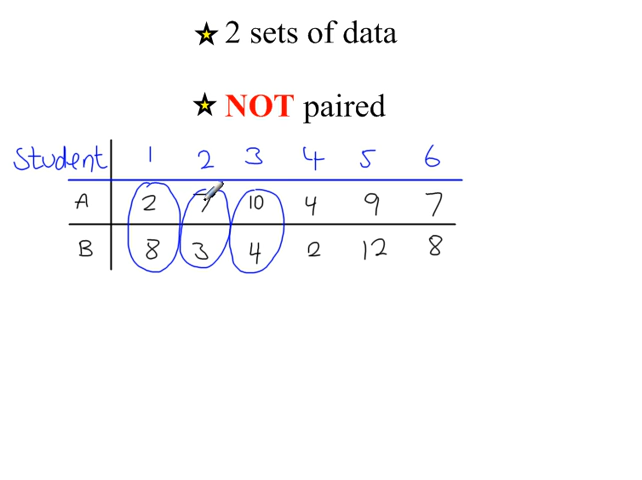 2 sets of data
NOT paired
Student 1 2 3 4 5 6
A 2 7 10 4 9 7
B 8 3 4 2 12 8